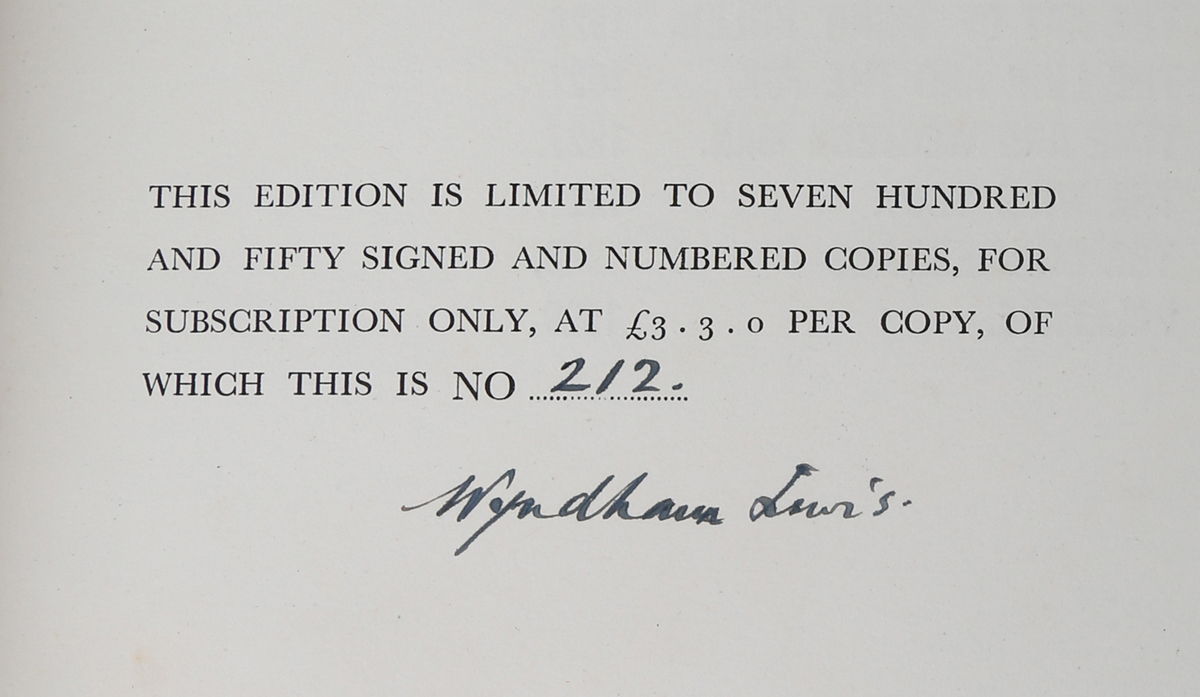 THIS EDITION IS LIMITED TO SEVEN HUNDRED
AND FIFTY SIGNED AND NUMBERED COPIES, FOR
SUBSCRIPTION ONLY, AT £3.3.0 PER COPY, OF
WHICH THIS IS NO 212.
Wyndham Lewis.